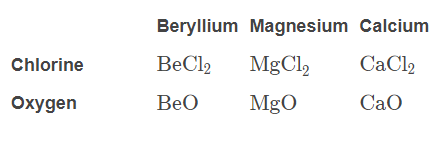 Beryllium Magnesium Calcium
Chlorine BeCl₂ MgCl₂ CaCl₂
Oxygen BeO MgO CaO